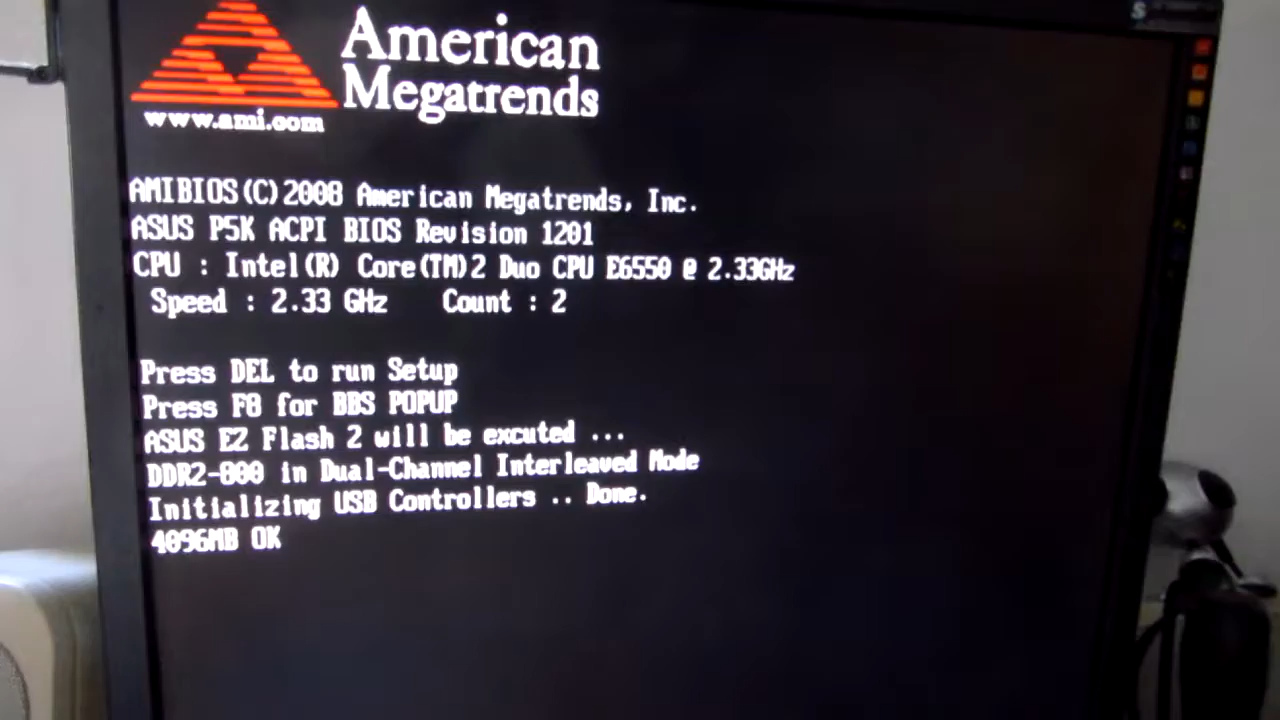 American
Megatrends
www.ami.com
AMIBIOS(C)2008 American Megatrends, Inc.
ASUS P5K ACPI BIOS Revision 1201
CPU : Intel(R) Core(TM)2 Duo CPU E6550 @ 2.33GHz
Speed : 2.33 GHz Count : 2
Press DEL to run Setup
Press F8 for BBS POPUP
ASUS EZ Flash 2 will be excuted ...
DDR2-800 in Dual-Channel Interleaved Mode
Initializing USB Controllers .. Done.
4096MB OK